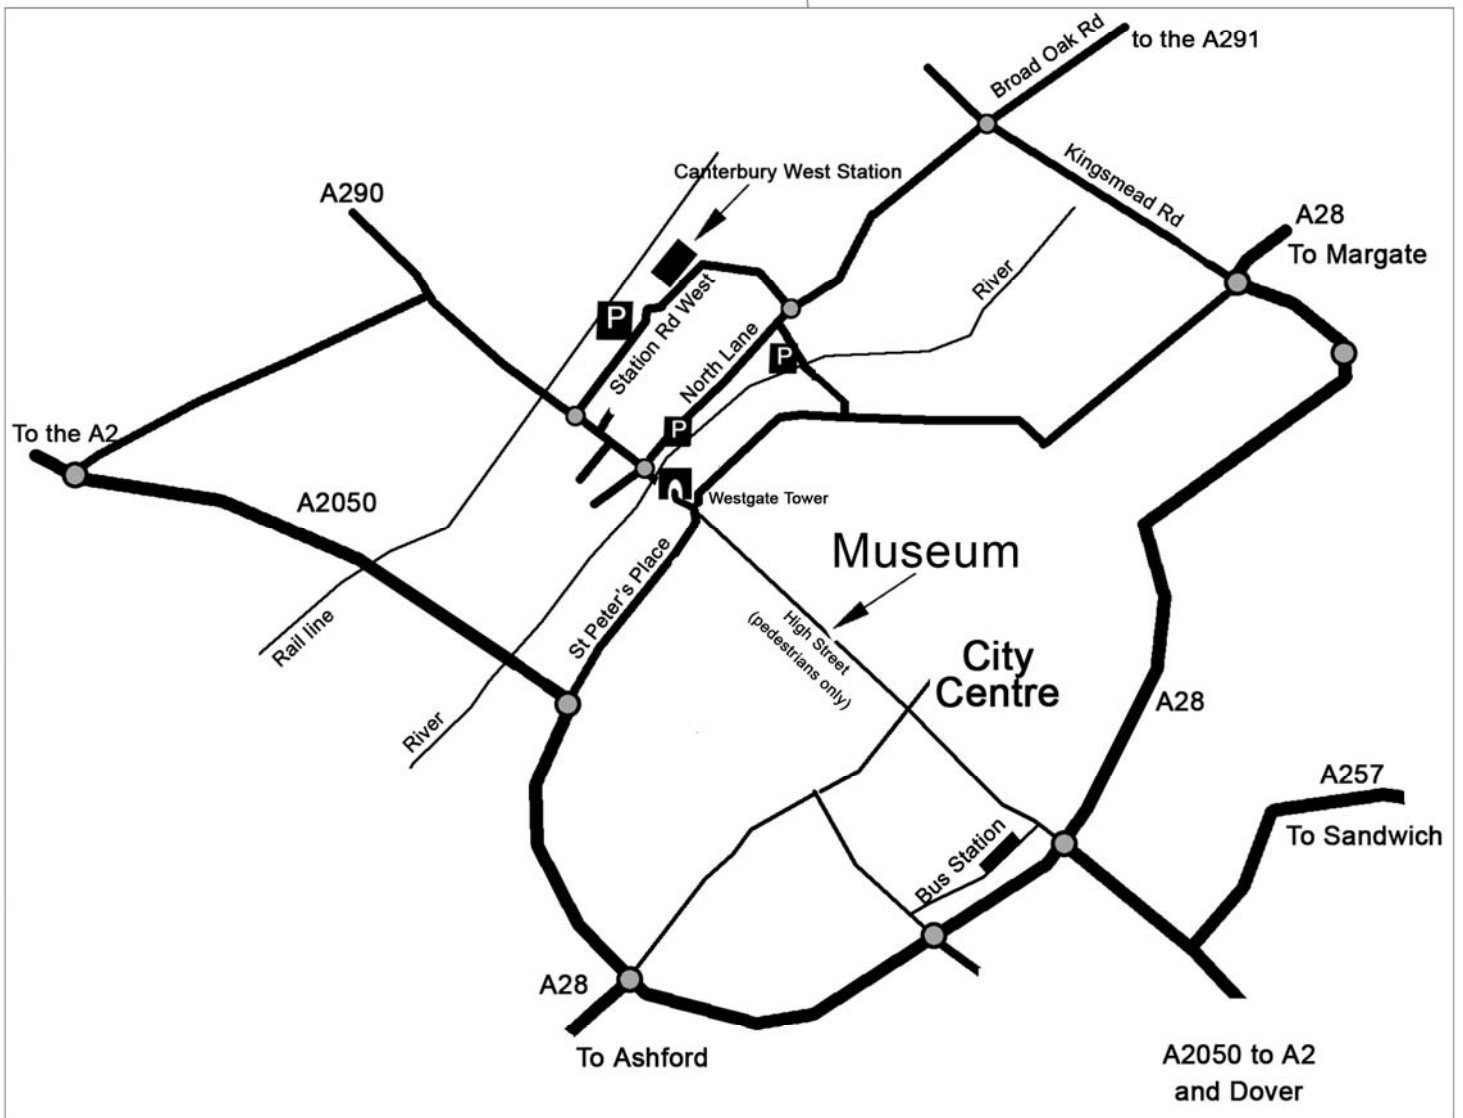 Broad Oak Rd
to the A291
Canterbury West Station
Kingsmead Rd
A290
A28
To Margate
River
P
Station Rd West
North Lane
P
P
To the A2
A2050
Westgate Tower
Museum
St Peter's Place
High Street
(pedestrians only)
Rail line
City
Centre
A28
River
A257
To Sandwich
Bus Station
A28
To Ashford
A2050 to A2
and Dover